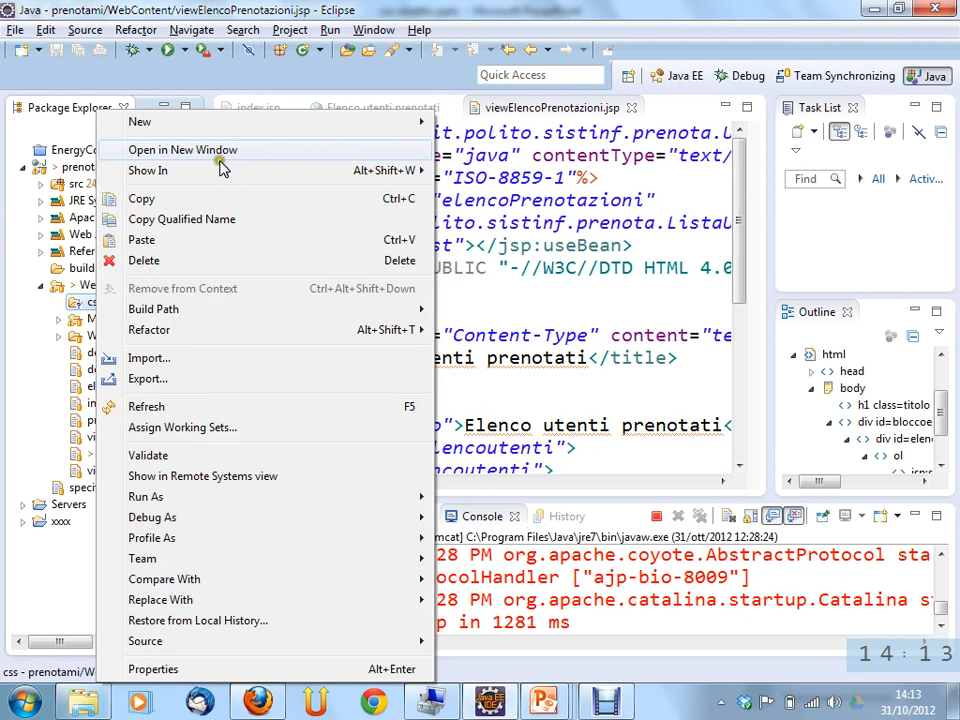 Java - prenotami/WebContent/viewElencoPrenotazioni.jsp - Eclipse
File Edit Source Refactor Navigate Search Project Run Window Help
Quick Access
Java EE Debug Team Synchronizing Java
Package Explorer
index.jsp Elenco utenti prenotati viewElencoPrenotazioni.jsp
Task List
EnergyCo
> preno
src 24
JRE Sy
Apac
Web
Refer
build
We
cs
M
W
Servers
xxxx
New
Open in New Window
Show In Alt+Shift+W
Copy Ctrl+C
Copy Qualified Name
Paste Ctrl+V
Delete Delete
Remove from Context Ctrl+Alt+Shift+Down
Build Path
Refactor Alt+Shift+T
Import...
Export...
Refresh F5
Assign Working Sets...
Validate
Show in Remote Systems view
Run As
Debug As
Profile As
Team
Compare With
Replace With
Restore from Local History...
Source
Properties Alt+Enter
it.polito.sistinf.prenota.U
="java" contentType="text/
"ISO-8859-1"%>
"elencoPrenotazioni"
polito.sistinf.prenota.Lista
st"></jsp:useBean>
PUBLIC "-//W3C//DTD HTML 4.0
"Content-Type" content="te
enti prenotati</title>
">Elenco utenti prenotati<
encoutenti">
ncoutenti">
Find All Activ...
Outline
html
head
body
h1 class=titolo
div id=bloccoe
div id=elen
ol
Console History
mcat] C:\Program Files\Java\jre7\bin\javaw.exe (31/ott/2012 12:28:24)
28 PM org.apache.coyote.AbstractProtocol sta
ocolHandler ["ajp-bio-8009"]
28 PM org.apache.catalina.startup.Catalina s
p in 1281 ms
css - prenotami/W
14:13
14:13
31/10/2012